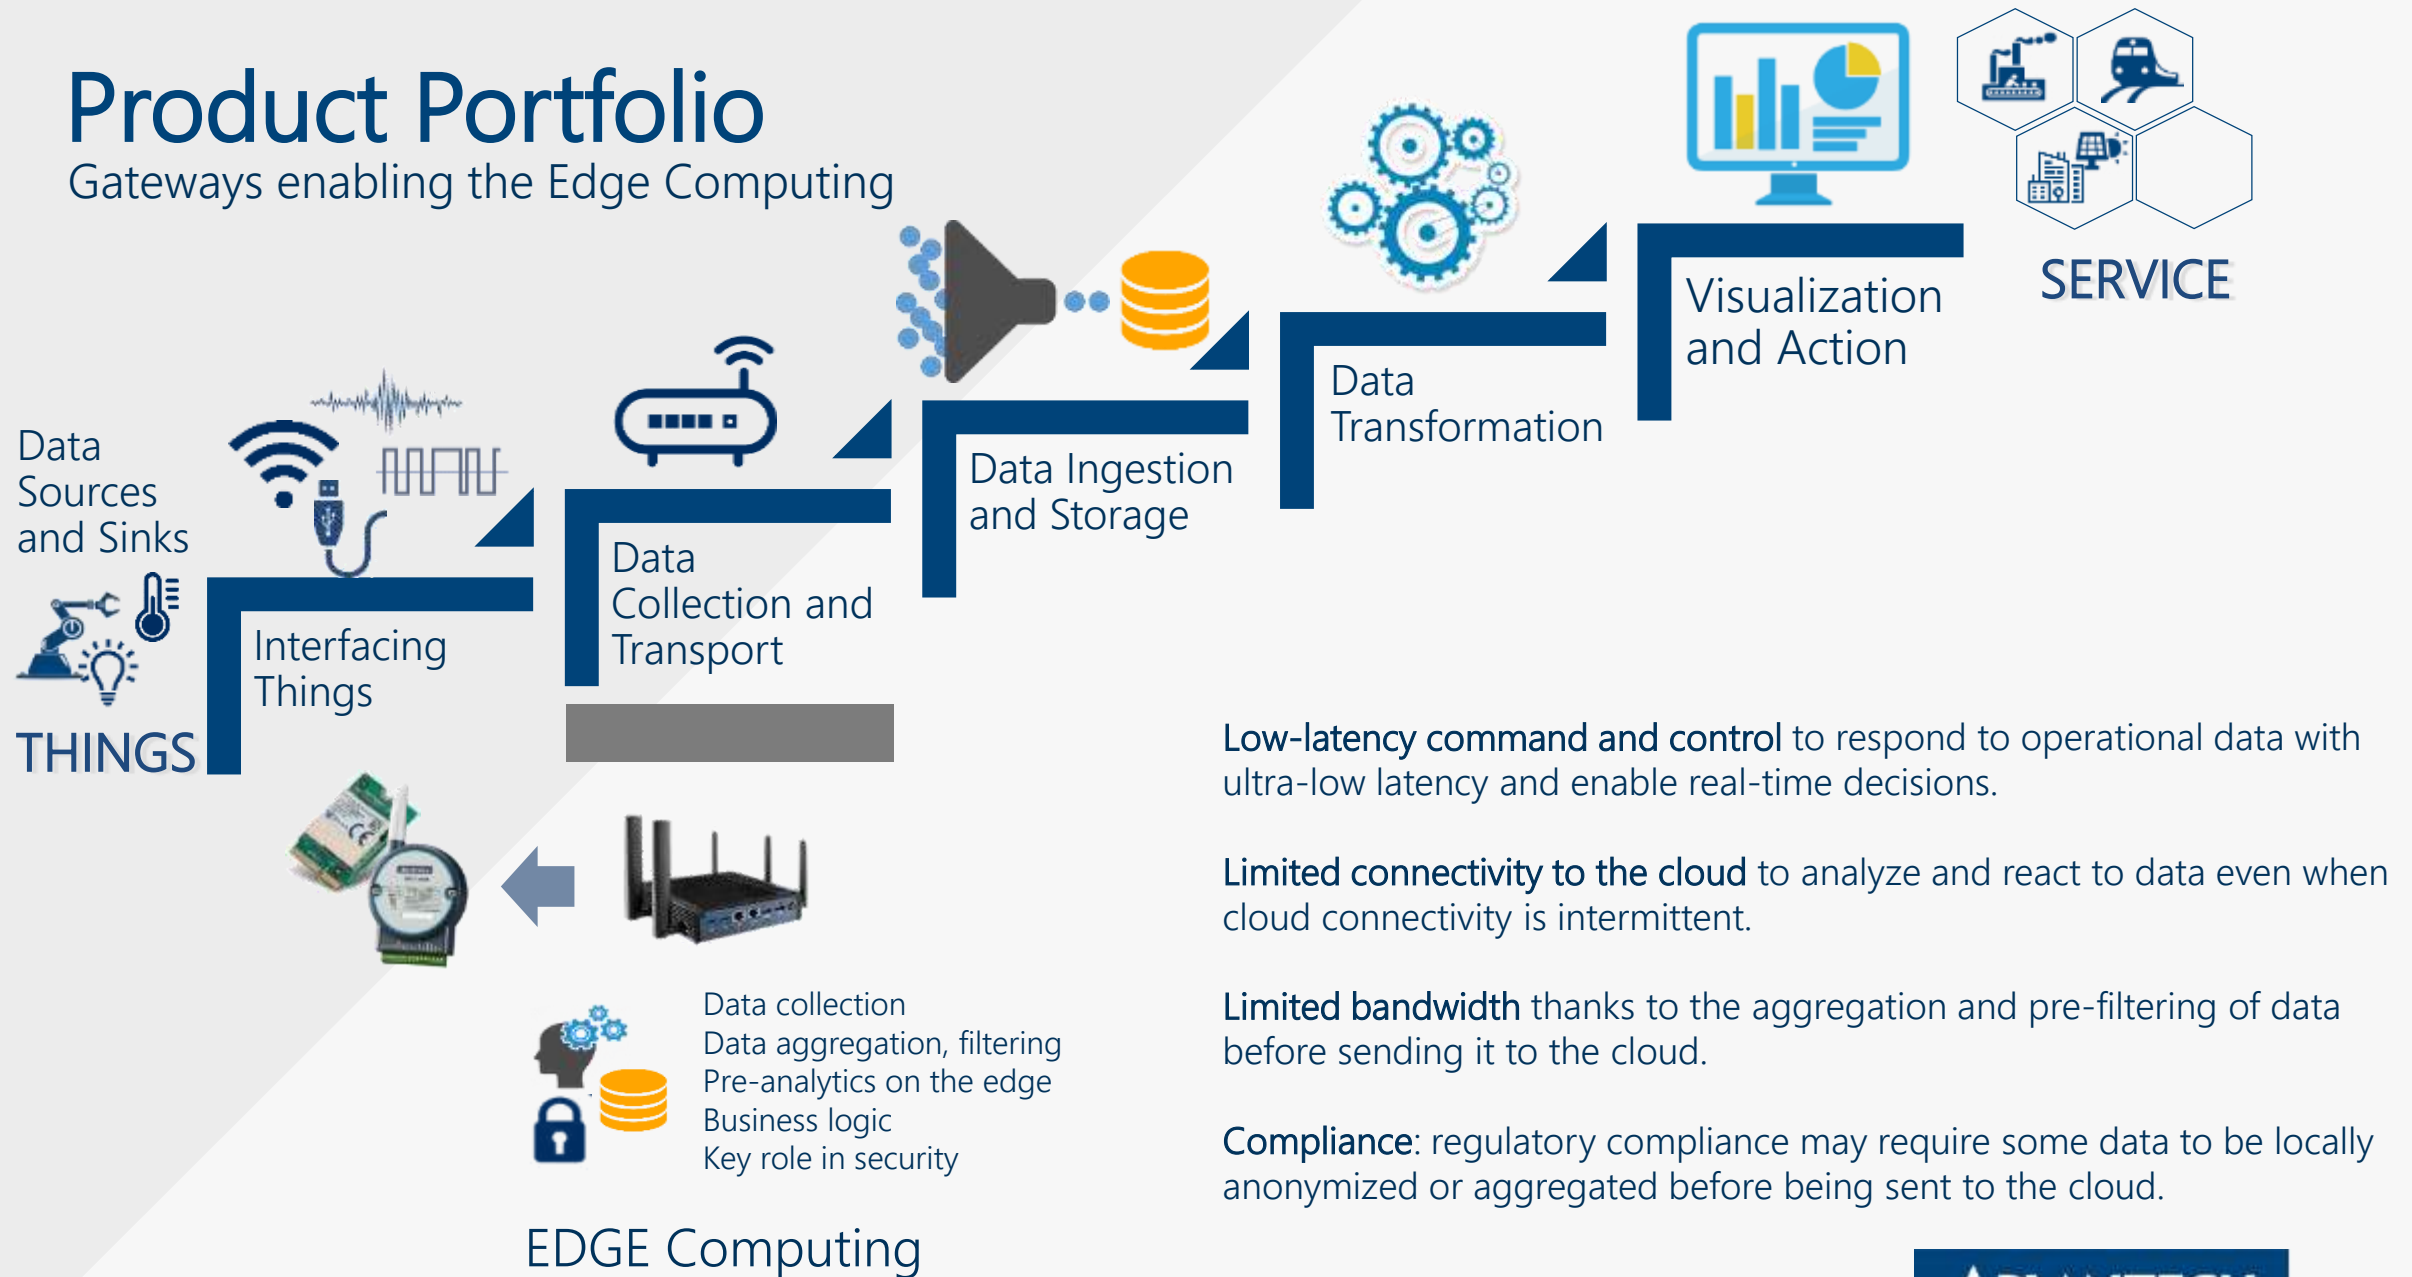 Product Portfolio
Gateways enabling the Edge Computing
SERVICE
Visualization
and Action
Data
Transformation
Data Ingestion
and Storage
Data
Collection and
Transport
Interfacing
Things
Data
Sources
and Sinks
THINGS
Low-latency command and control to respond to operational data with
ultra-low latency and enable real-time decisions.
Limited connectivity to the cloud to analyze and react to data even when
cloud connectivity is intermittent.
Limited bandwidth thanks to the aggregation and pre-filtering of data
before sending it to the cloud.
Compliance: regulatory compliance may require some data to be locally
anonymized or aggregated before being sent to the cloud.
Data collection
Data aggregation, filtering
Pre-analytics on the edge
Business logic
Key role in security
EDGE Computing